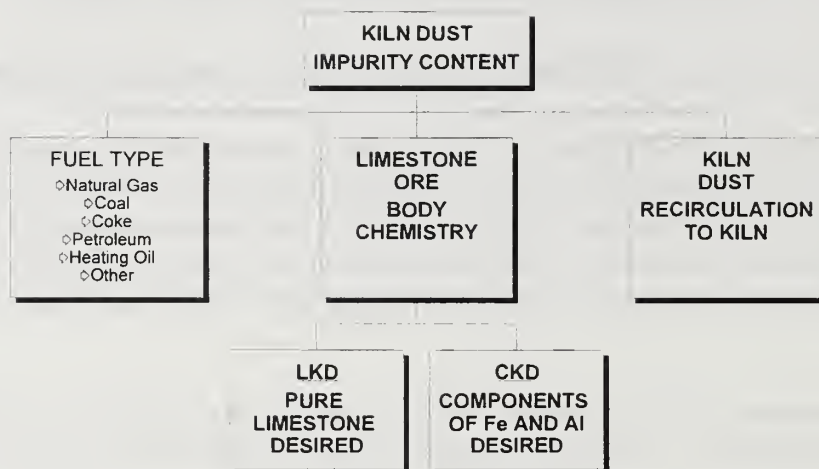 KILN DUST
IMPURITY CONTENT
FUEL TYPE
◊Natural Gas
◊Coal
◊Coke
◊Petroleum
◊Heating Oil
◊Other
LIMESTONE
ORE
BODY
CHEMISTRY
KILN
DUST
RECIRCULATION
TO KILN
LKD
PURE
LIMESTONE
DESIRED
CKD
COMPONENTS
OF Fe AND Al
DESIRED